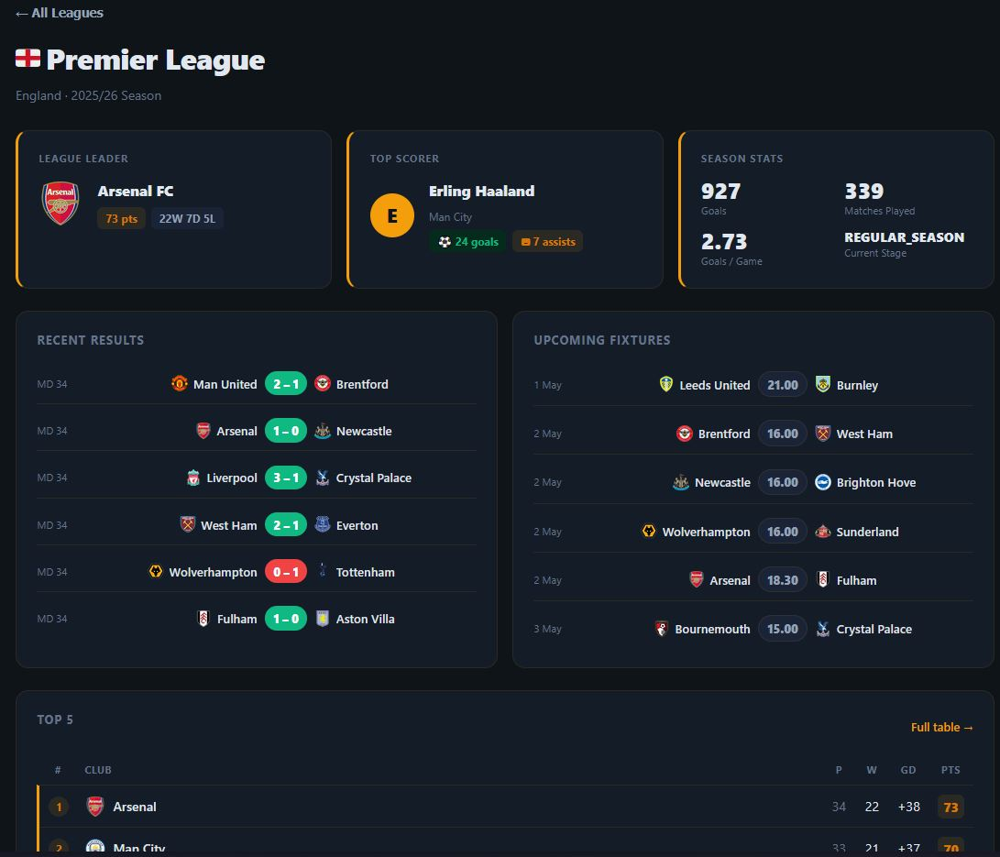 ← All Leagues
Premier League
England · 2025/26 Season
LEAGUE LEADER
Arsenal
Arsenal FC
73 pts 22W 7D 5L
TOP SCORER
E
Erling Haaland
Man City
24 goals 7 assists
SEASON STATS
927 339
Goals Matches Played
2.73 REGULAR_SEASON
Goals / Game Current Stage
RECENT RESULTS
MD 34 Man United 2 – 1 Brentford
MD 34 Arsenal 1 – 0 Newcastle
MD 34 Liverpool 3 – 1 Crystal Palace
MD 34 West Ham 2 – 1 Everton
MD 34 Wolverhampton 0 – 1 Tottenham
MD 34 Fulham 1 – 0 Aston Villa
UPCOMING FIXTURES
1 May Leeds United 21.00 Burnley
2 May Brentford 16.00 West Ham
2 May Newcastle 16.00 Brighton Hove
2 May Wolverhampton 16.00 Sunderland
2 May Arsenal 18.30 Fulham
3 May Bournemouth 15.00 Crystal Palace
TOP 5
Full table →
# CLUB P W GD PTS
1 Arsenal 34 22 +38 73
2 Man City 33 21 +37 70